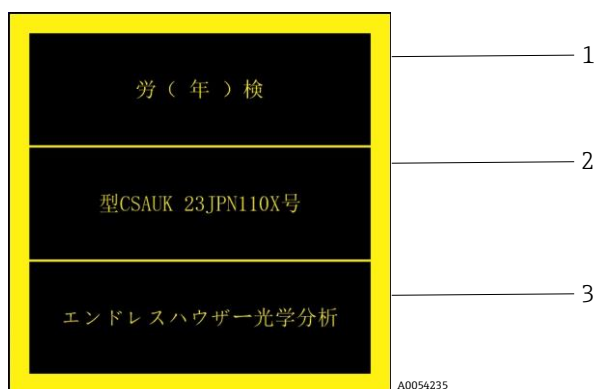 労（ 年 ）検
1
型CSAUK 23JPN110X号
2
エンドレスハウザー光学分析
3
A0054235